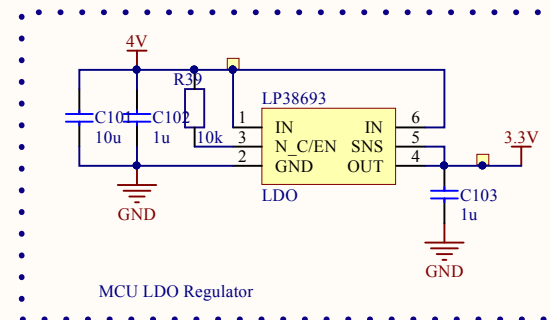 4V
R39
LP38693
C101
C102
10u
1u
10k
1
IN
IN
6
3
N_C/EN
SNS
5
2
GND
OUT
4
3.3V
LDO
C103
1u
GND
GND
MCU LDO Regulator